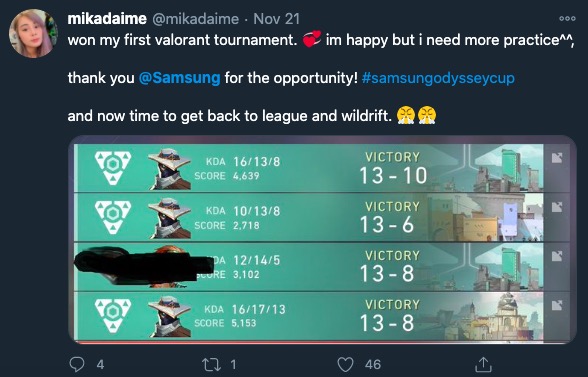 mikadaime @mikadaime · Nov 21
won my first valorant tournament. 💞 im happy but i need more practice^^,
thank you @Samsung for the opportunity! #samsungodysseycup
and now time to get back to league and wildrift. 😤😤
KDA 16/13/8
SCORE 4,639
VICTORY
13-10
KDA 10/13/8
SCORE 2,718
VICTORY
13-6
DA 12/14/5
ORE 3,102
VICTORY
13-8
KDA 16/17/13
SCORE 5,153
VICTORY
13-8
4 1 46